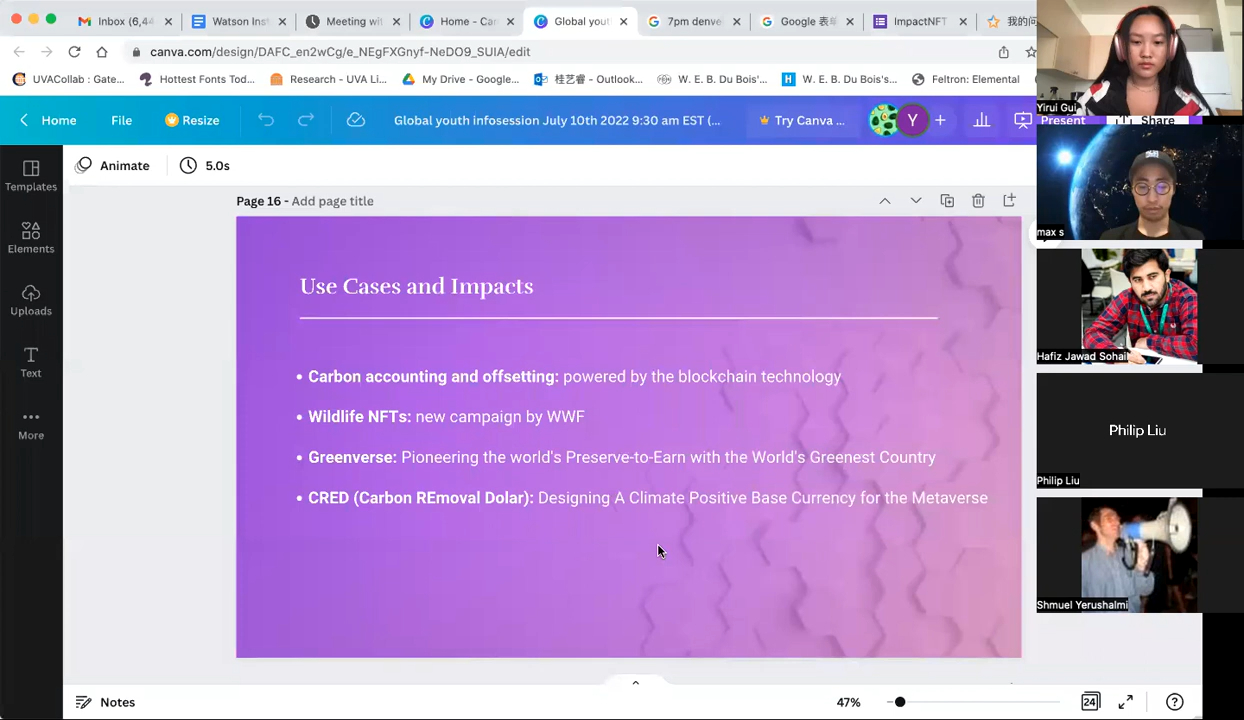 Inbox (6,44
Watson Ins
Meeting wit
Home - Can
Global yout
7pm denve
Google 表单
ImpactNFT
我的问
canva.com/design/DAFC_en2wCg/e_NEgFXGnyf-NeDO9_SUIA/edit
UVACollab : Gate...
Hottest Fonts Tod...
Research - UVA Li...
My Drive - Google...
桂艺睿 - Outlook...
W. E. B. Du Bois's...
W. E. B. Du Bois's...
Feltron: Elemental
Home
File
Resize
Global youth infosession July 10th 2022 9:30 am EST (...
Try Canva ...
Y
Present
Share
Animate
5.0s
Templates
Elements
Uploads
Text
More
Page 16 - Add page title
Use Cases and Impacts
• Carbon accounting and offsetting: powered by the blockchain technology
• Wildlife NFTs: new campaign by WWF
• Greenverse: Pioneering the world's Preserve-to-Earn with the World's Greenest Country
• CRED (Carbon REmoval Dolar): Designing A Climate Positive Base Currency for the Metaverse
Notes
47%
24
Yirui Gui
max s
Hafiz Jawad Sohail
Philip Liu
Philip Liu
Shmuel Yerushalmi